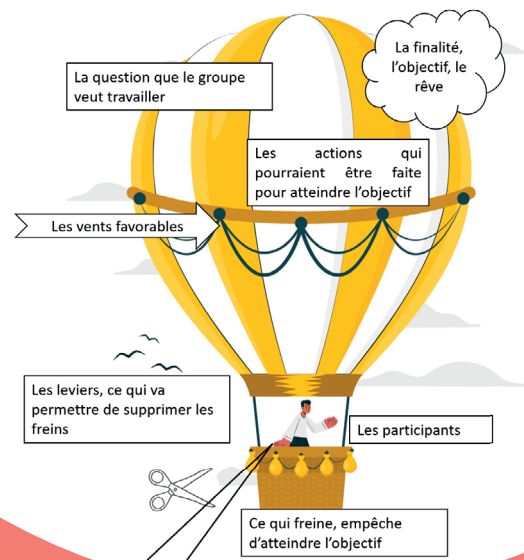 La finalité,
l'objectif, le
rêve
La question que le groupe
veut travailler
Les actions qui
pourraient être faite
pour atteindre l'objectif
Les vents favorables
Les leviers, ce qui va
permettre de supprimer les
freins
Les participants
Ce qui freine, empêche
d'atteindre l'objectif